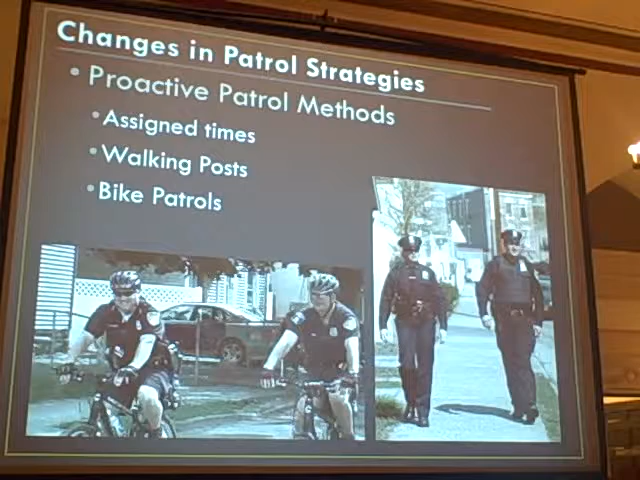 Changes in Patrol Strategies
• Proactive Patrol Methods
• Assigned times
• Walking Posts
• Bike Patrols